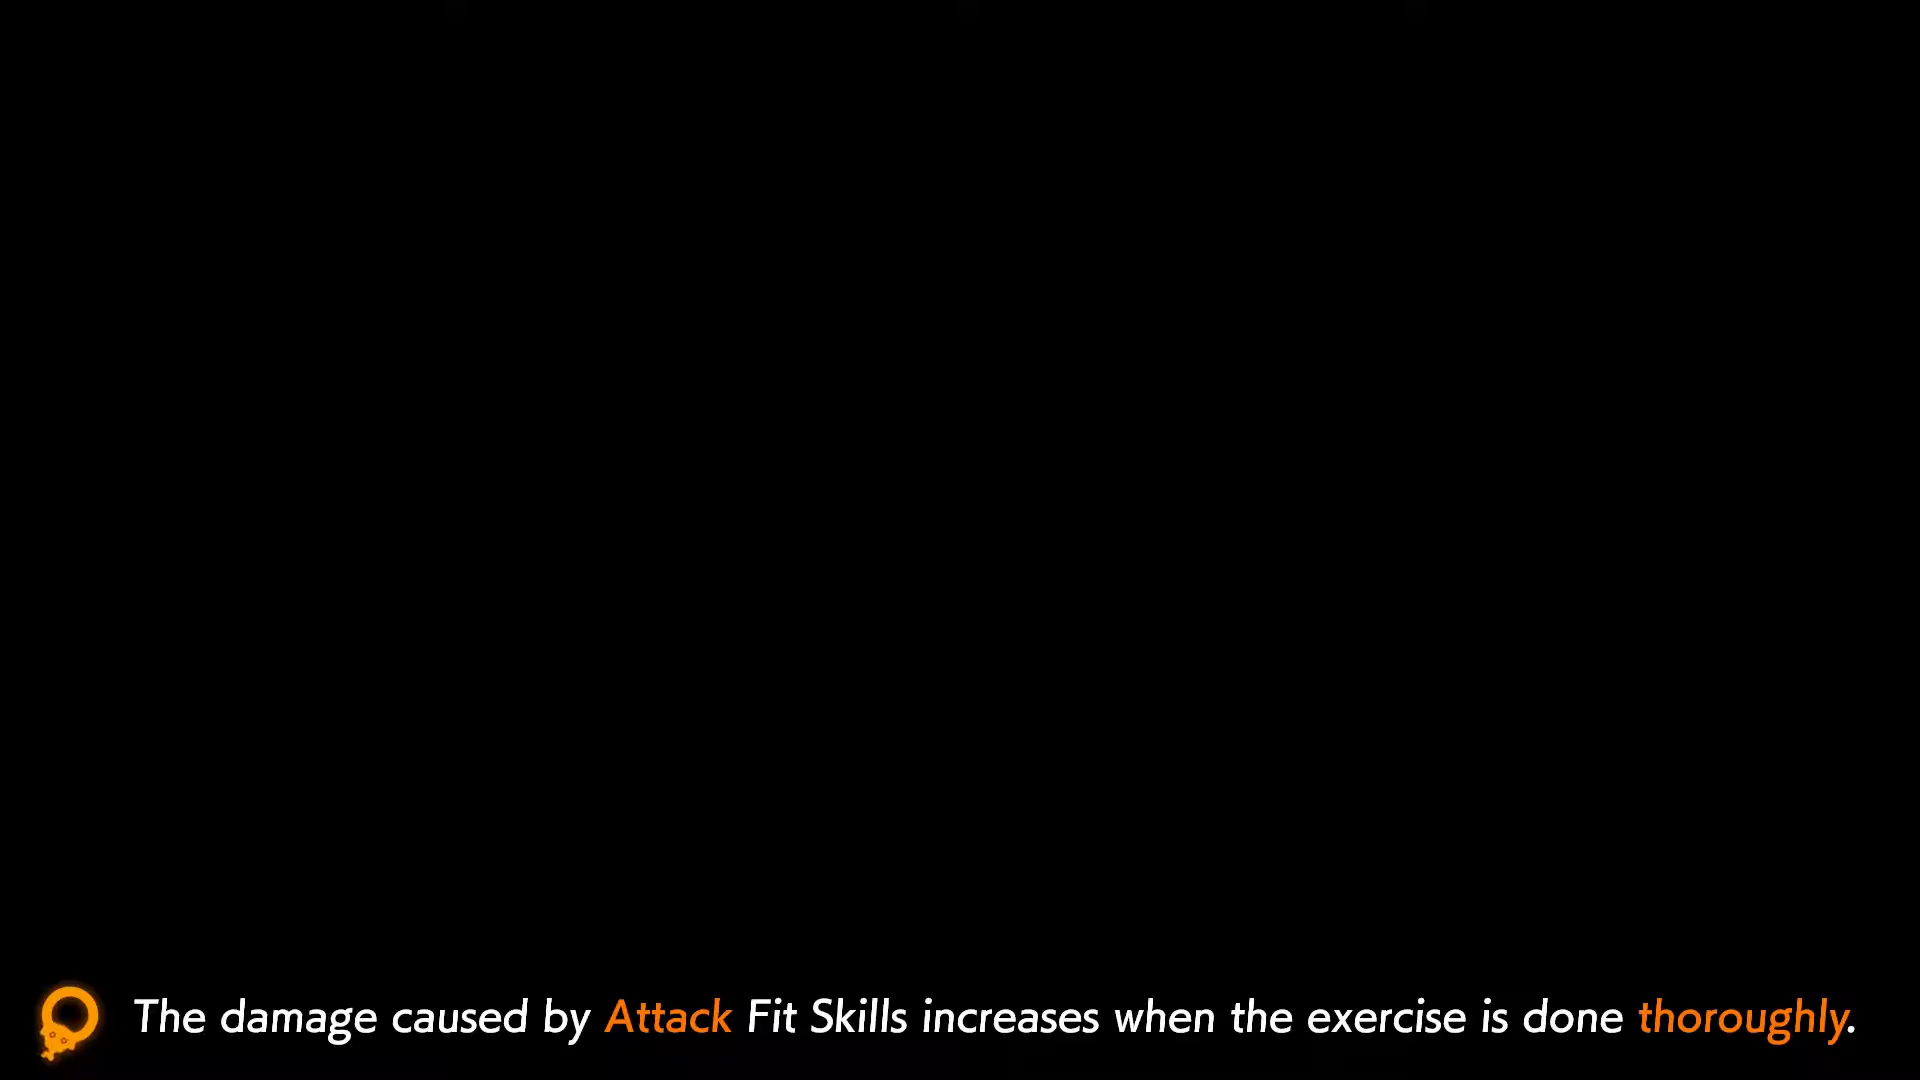 The damage caused by Attack Fit Skills increases when the exercise is done thoroughly.